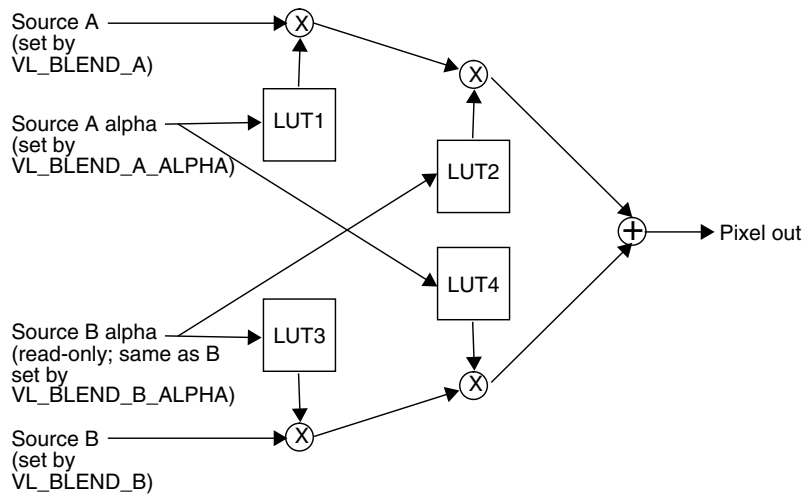 Source A
(set by
VL_BLEND_A)
X
X
LUT1
Source A alpha
(set by
VL_BLEND_A_ALPHA)
LUT2
+
Pixel out
LUT4
Source B alpha
(read-only; same as B
set by
VL_BLEND_B_ALPHA)
LUT3
X
X
Source B
(set by
VL_BLEND_B)